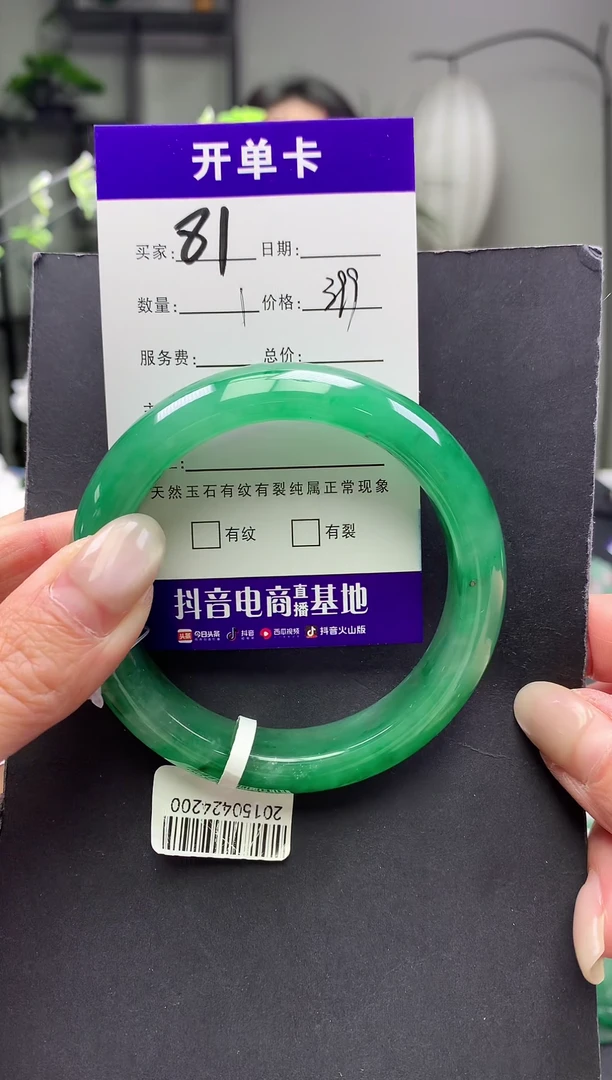 开单卡
买家: 81 日期:
数量: 1 价格: 399
服务费: 总价:
天然玉石有纹有裂纯属正常现象
有纹 有裂
抖音电商直播基地
头条 今日头条 抖音 西瓜视频 抖音火山版
20150424200